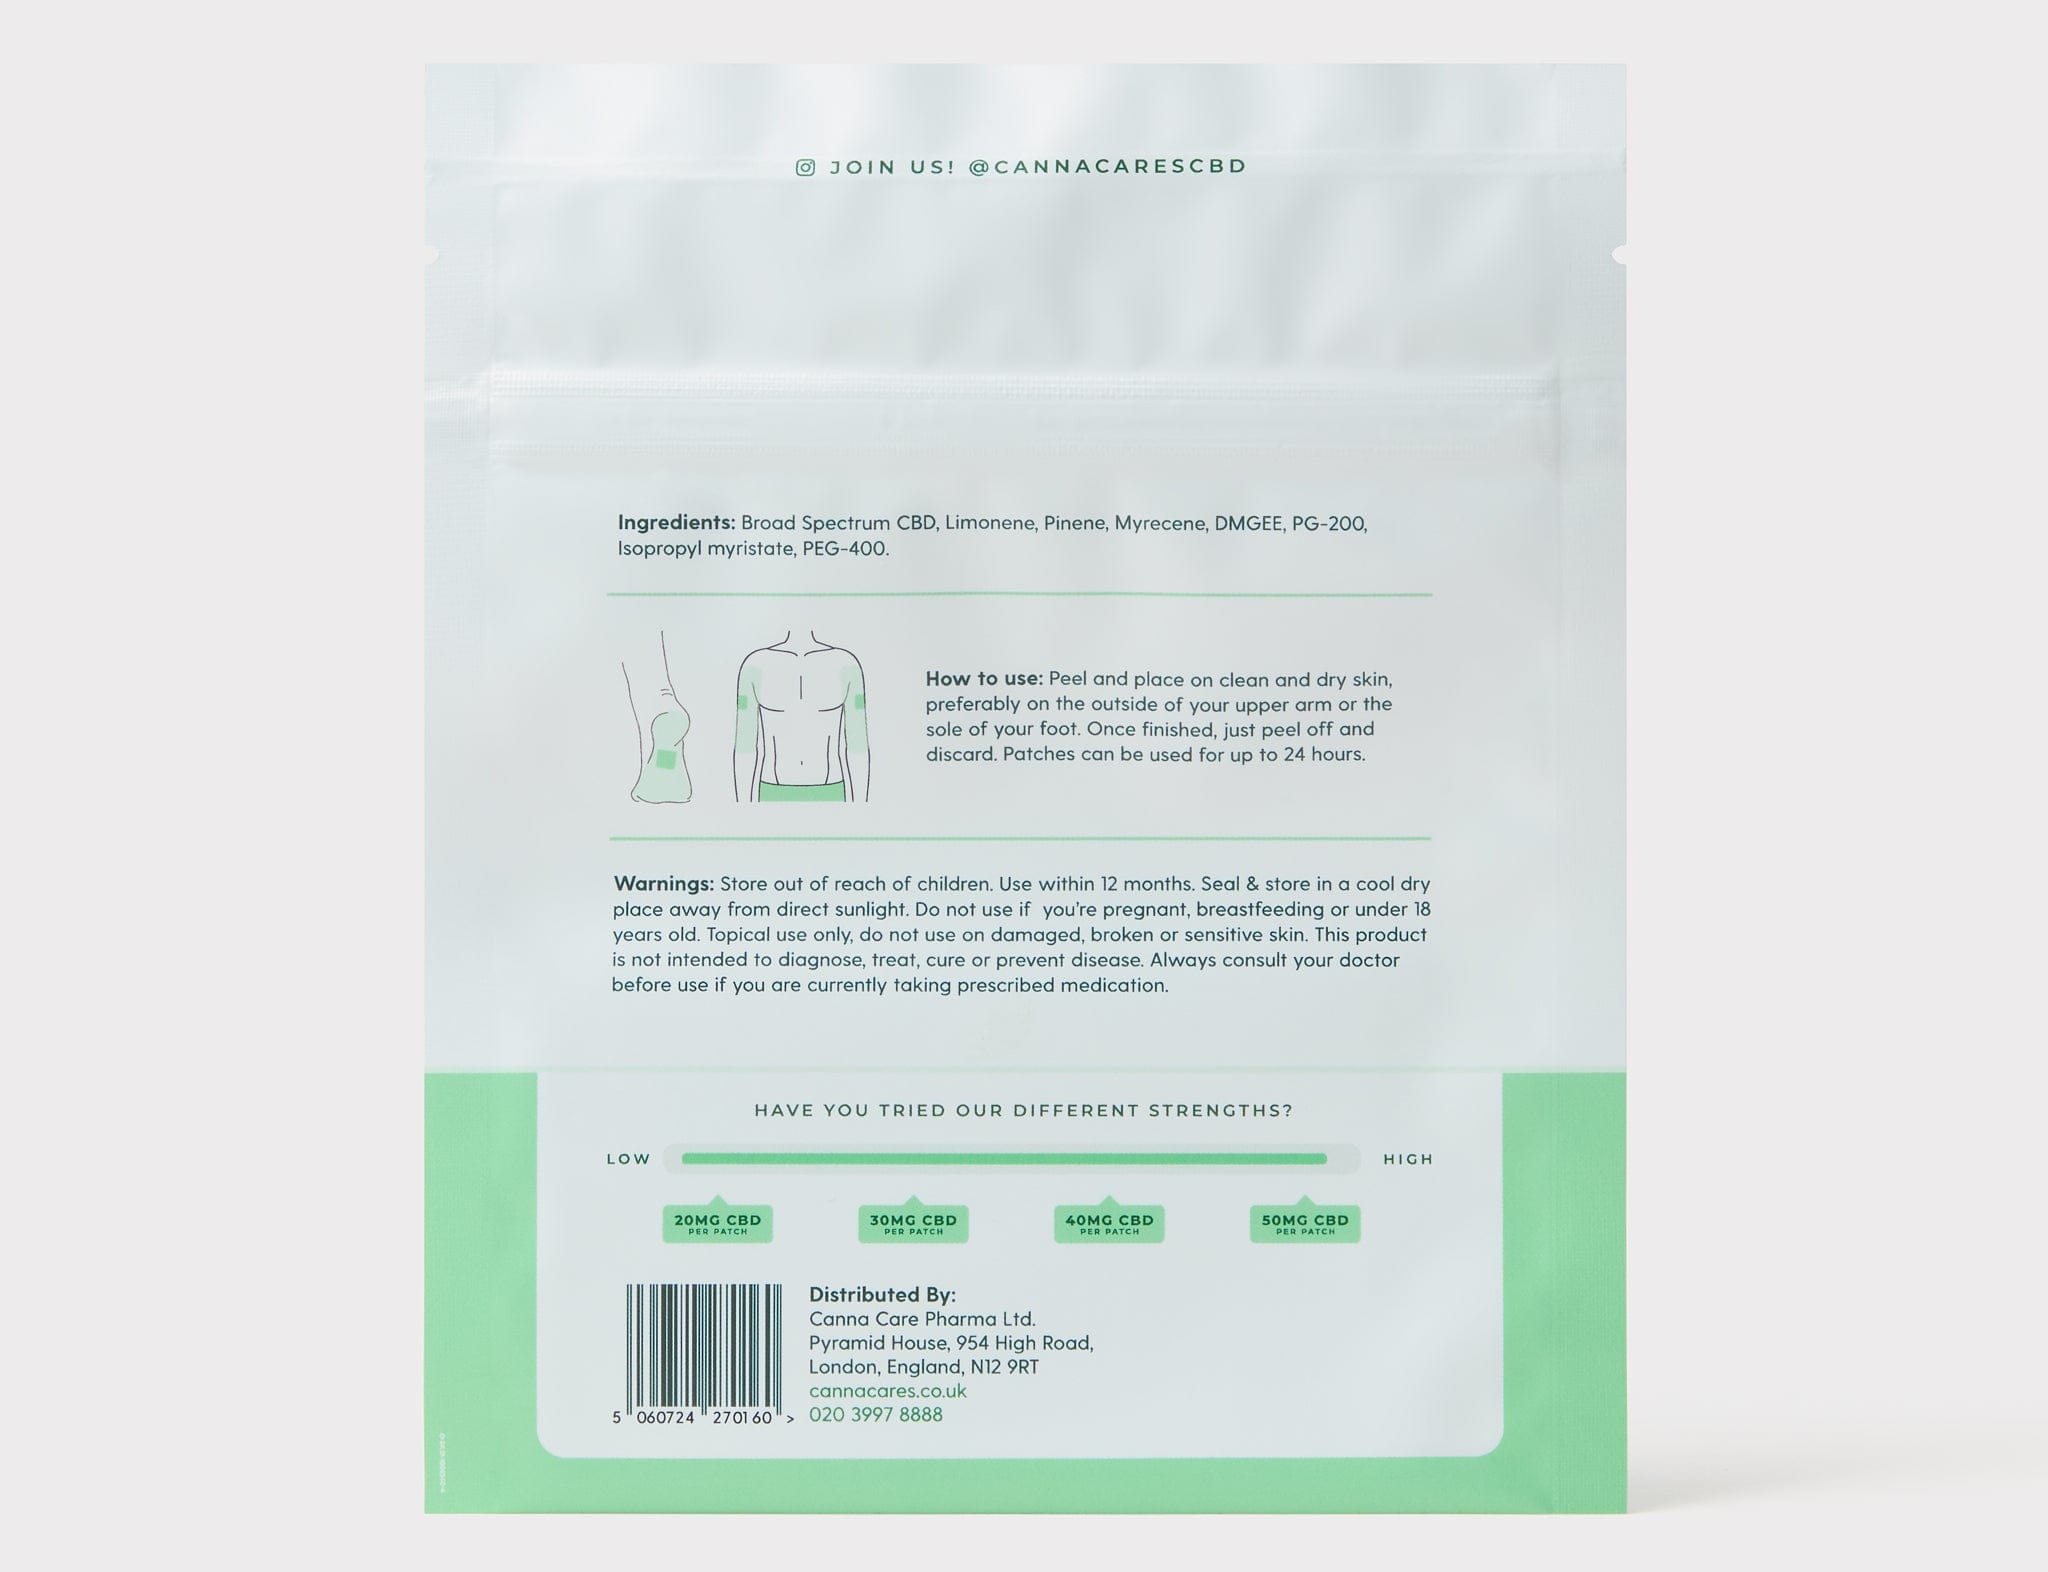 JOIN US! @CANNACARESCBD
Ingredients: Broad Spectrum CBD, Limonene, Pinene, Myrecene, DMGEE, PG-200,
Isopropyl myristate, PEG-400.
How to use: Peel and place on clean and dry skin,
preferably on the outside of your upper arm or the
sole of your foot. Once finished, just peel off and
discard. Patches can be used for up to 24 hours.
Warnings: Store out of reach of children. Use within 12 months. Seal & store in a cool dry
place away from direct sunlight. Do not use if you're pregnant, breastfeeding or under 18
years old. Topical use only, do not use on damaged, broken or sensitive skin. This product
is not intended to diagnose, treat, cure or prevent disease. Always consult your doctor
before use if you are currently taking prescribed medication.
HAVE YOU TRIED OUR DIFFERENT STRENGTHS?
LOW HIGH
20MG CBD 30MG CBD 40MG CBD 50MG CBD
PER PATCH PER PATCH PER PATCH PER PATCH
Distributed By:
Canna Care Pharma Ltd.
Pyramid House, 954 High Road,
London, England, N12 9RT
cannacares.co.uk
020 3997 8888
5 060724 270160 >